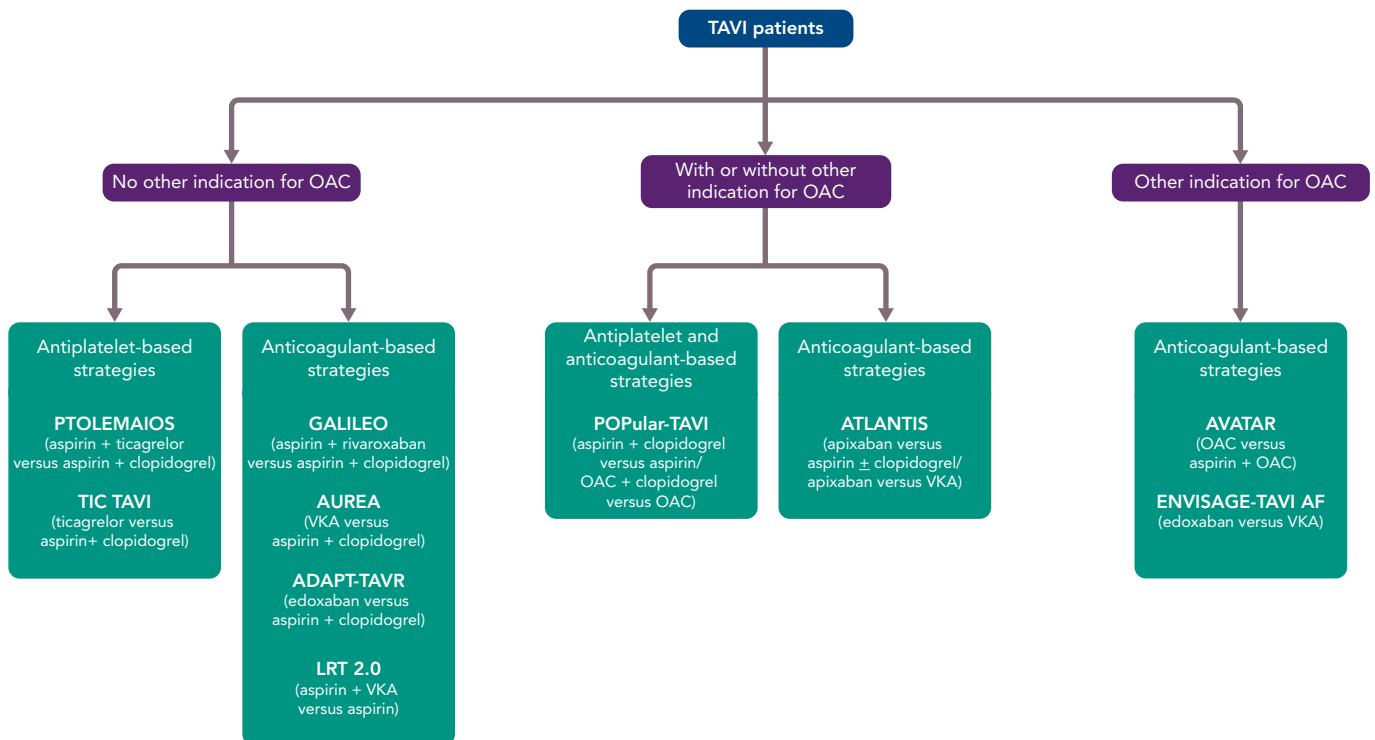 TAVI patients
No other indication for OAC
With or without other
indication for OAC
Other indication for OAC
Antiplatelet-based
strategies
PTOLEMAIOS
(aspirin + ticagrelor
versus aspirin + clopidogrel)
TIC TAVI
(ticagrelor versus
aspirin+ clopidogrel)
Anticoagulant-based
strategies
GALILEO
(aspirin + rivaroxaban
versus aspirin + clopidogrel)
AUREA
(VKA versus
aspirin + clopidogrel)
ADAPT-TAVR
(edoxaban versus
aspirin + clopidogrel)
LRT 2.0
(aspirin + VKA
versus aspirin)
Antiplatelet and
anticoagulant-based
strategies
POPular-TAVI
(aspirin + clopidogrel
versus aspirin/
OAC + clopidogrel
versus OAC)
Anticoagulant-based
strategies
ATLANTIS
(apixaban versus
aspirin ± clopidogrel/
apixaban versus VKA)
Anticoagulant-based
strategies
AVATAR
(OAC versus
aspirin + OAC)
ENVISAGE-TAVI AF
(edoxaban versus VKA)